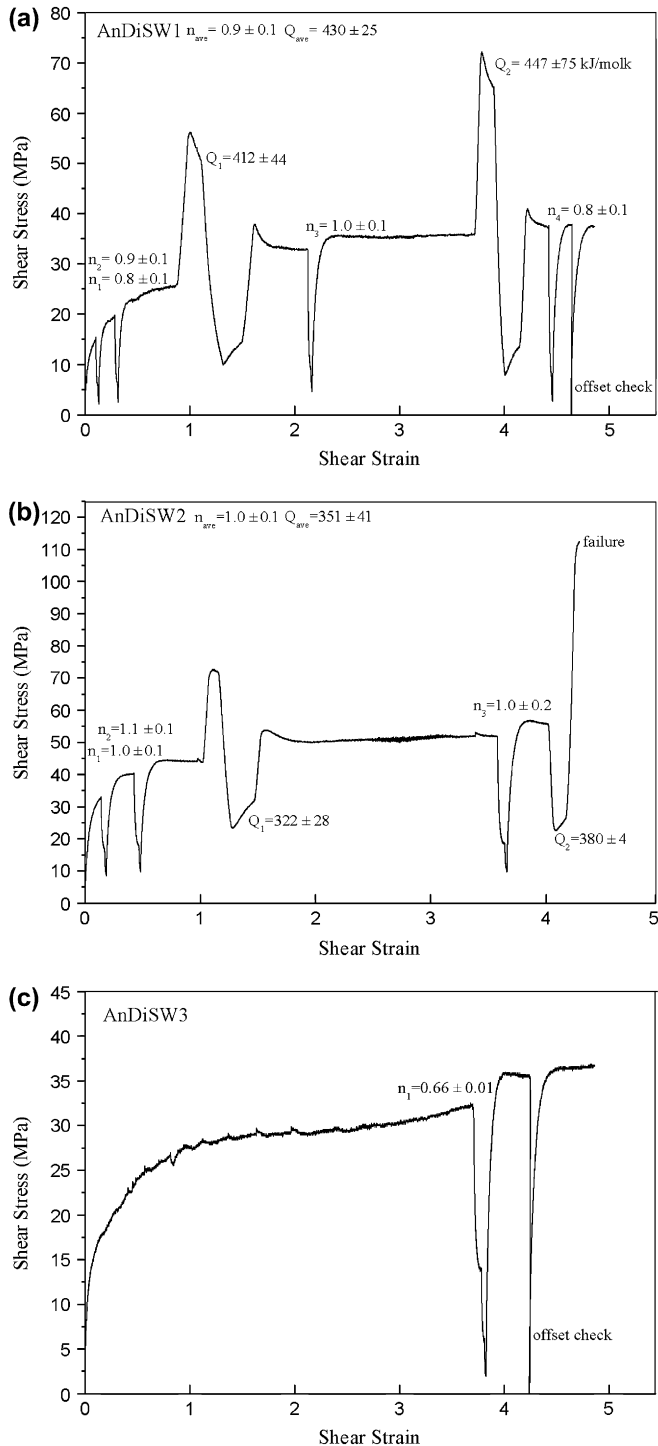 (a)
AnDiSW1 n_ave = 0.9 ± 0.1 Q_ave = 430 ± 25
Q_2 = 447 ±75 kJ/molk
Q_1=412 ± 44
n_4 = 0.8 ± 0.1
n_3= 1.0 ± 0.1
n_2= 0.9 ± 0.1
n_1= 0.8 ± 0.1
offset check
80
70
60
50
40
30
20
10
0
Shear Stress (MPa)
0 1 2 3 4 5
Shear Strain
(b)
AnDiSW2 n_ave=1.0 ± 0.1 Q_ave=351 ± 41
failure
n_3=1.0 ± 0.2
n_2=1.1 ± 0.1
n_1=1.0 ± 0.1
Q_1=322 ± 28
Q_2=380 ± 4
120
110
100
90
80
70
60
50
40
30
20
10
0
Shear Stress (MPa)
0 1 2 3 4 5
Shear Strain
(c)
AnDiSW3
n_1=0.66 ± 0.01
offset check
45
40
35
30
25
20
15
10
5
0
Shear Stress (MPa)
0 1 2 3 4 5
Shear Strain